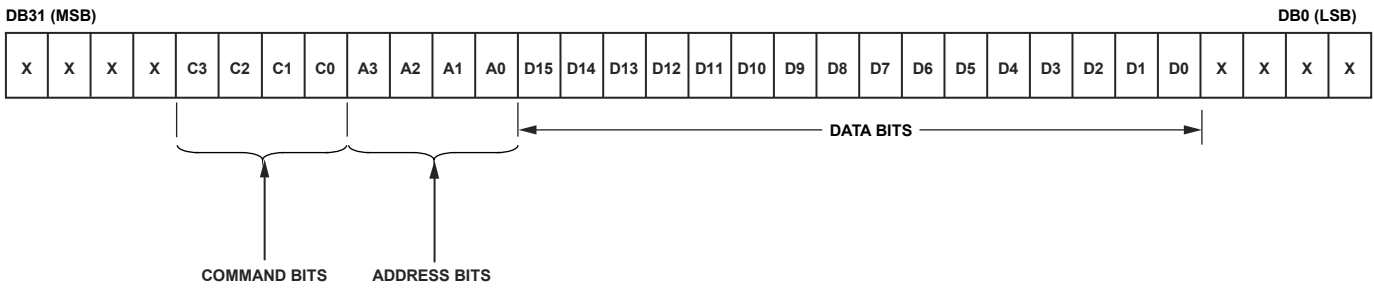 DB31 (MSB) DB0 (LSB)
X X X X C3 C2 C1 C0 A3 A2 A1 A0 D15 D14 D13 D12 D11 D10 D9 D8 D7 D6 D5 D4 D3 D2 D1 D0 X X X X
DATA BITS
COMMAND BITS ADDRESS BITS